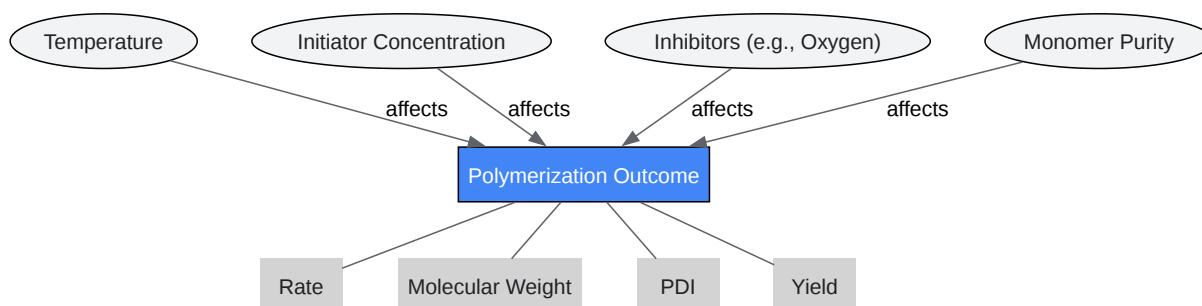 Temperature
Initiator Concentration
Inhibitors (e.g., Oxygen)
Monomer Purity
affects
affects
affects
affects
Polymerization Outcome
Rate
Molecular Weight
PDI
Yield